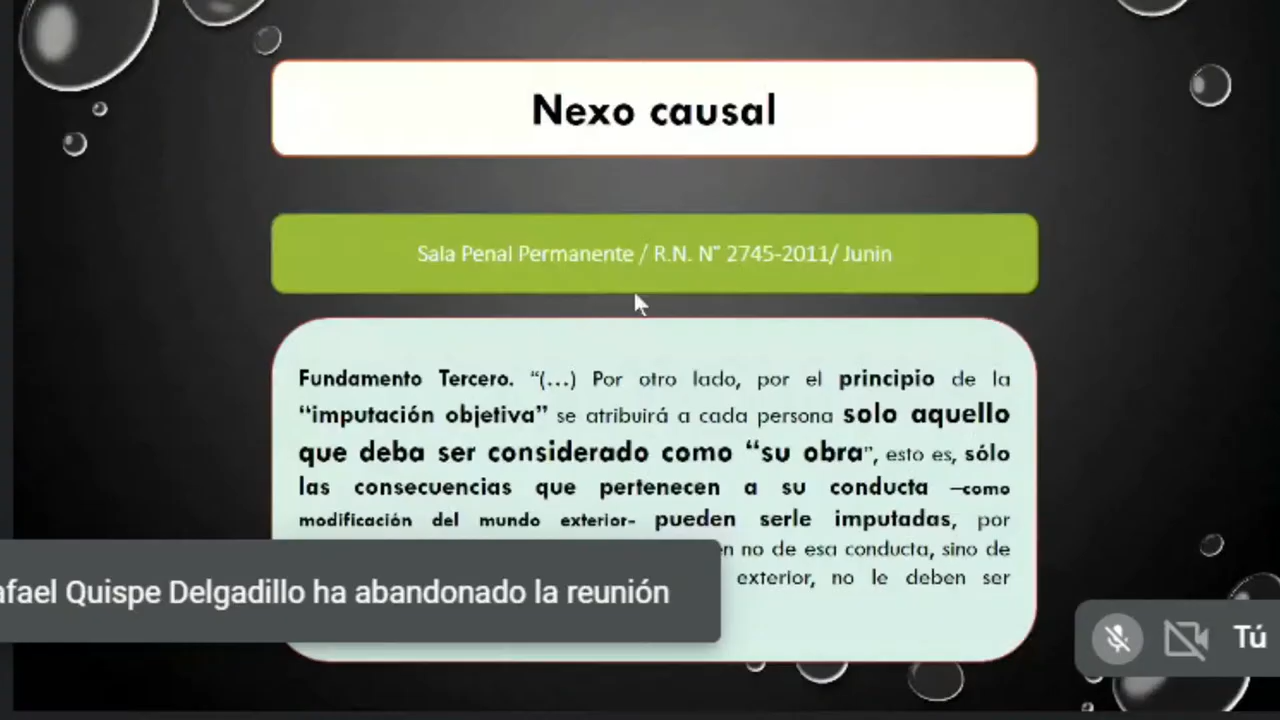 Nexo causal
Sala Penal Permanente / R.N. N° 2745-2011/ Junin
Fundamento Tercero. “(…) Por otro lado, por el principio de la
“imputación objetiva” se atribuirá a cada persona solo aquello
que deba ser considerado como “su obra”, esto es, sólo
las consecuencias que pertenecen a su conducta –como
modificación del mundo exterior- pueden serle imputadas, por
no de esa conducta, sino de
exterior, no le deben ser
Quispe Delgadillo ha abandonado la reunión
Tú